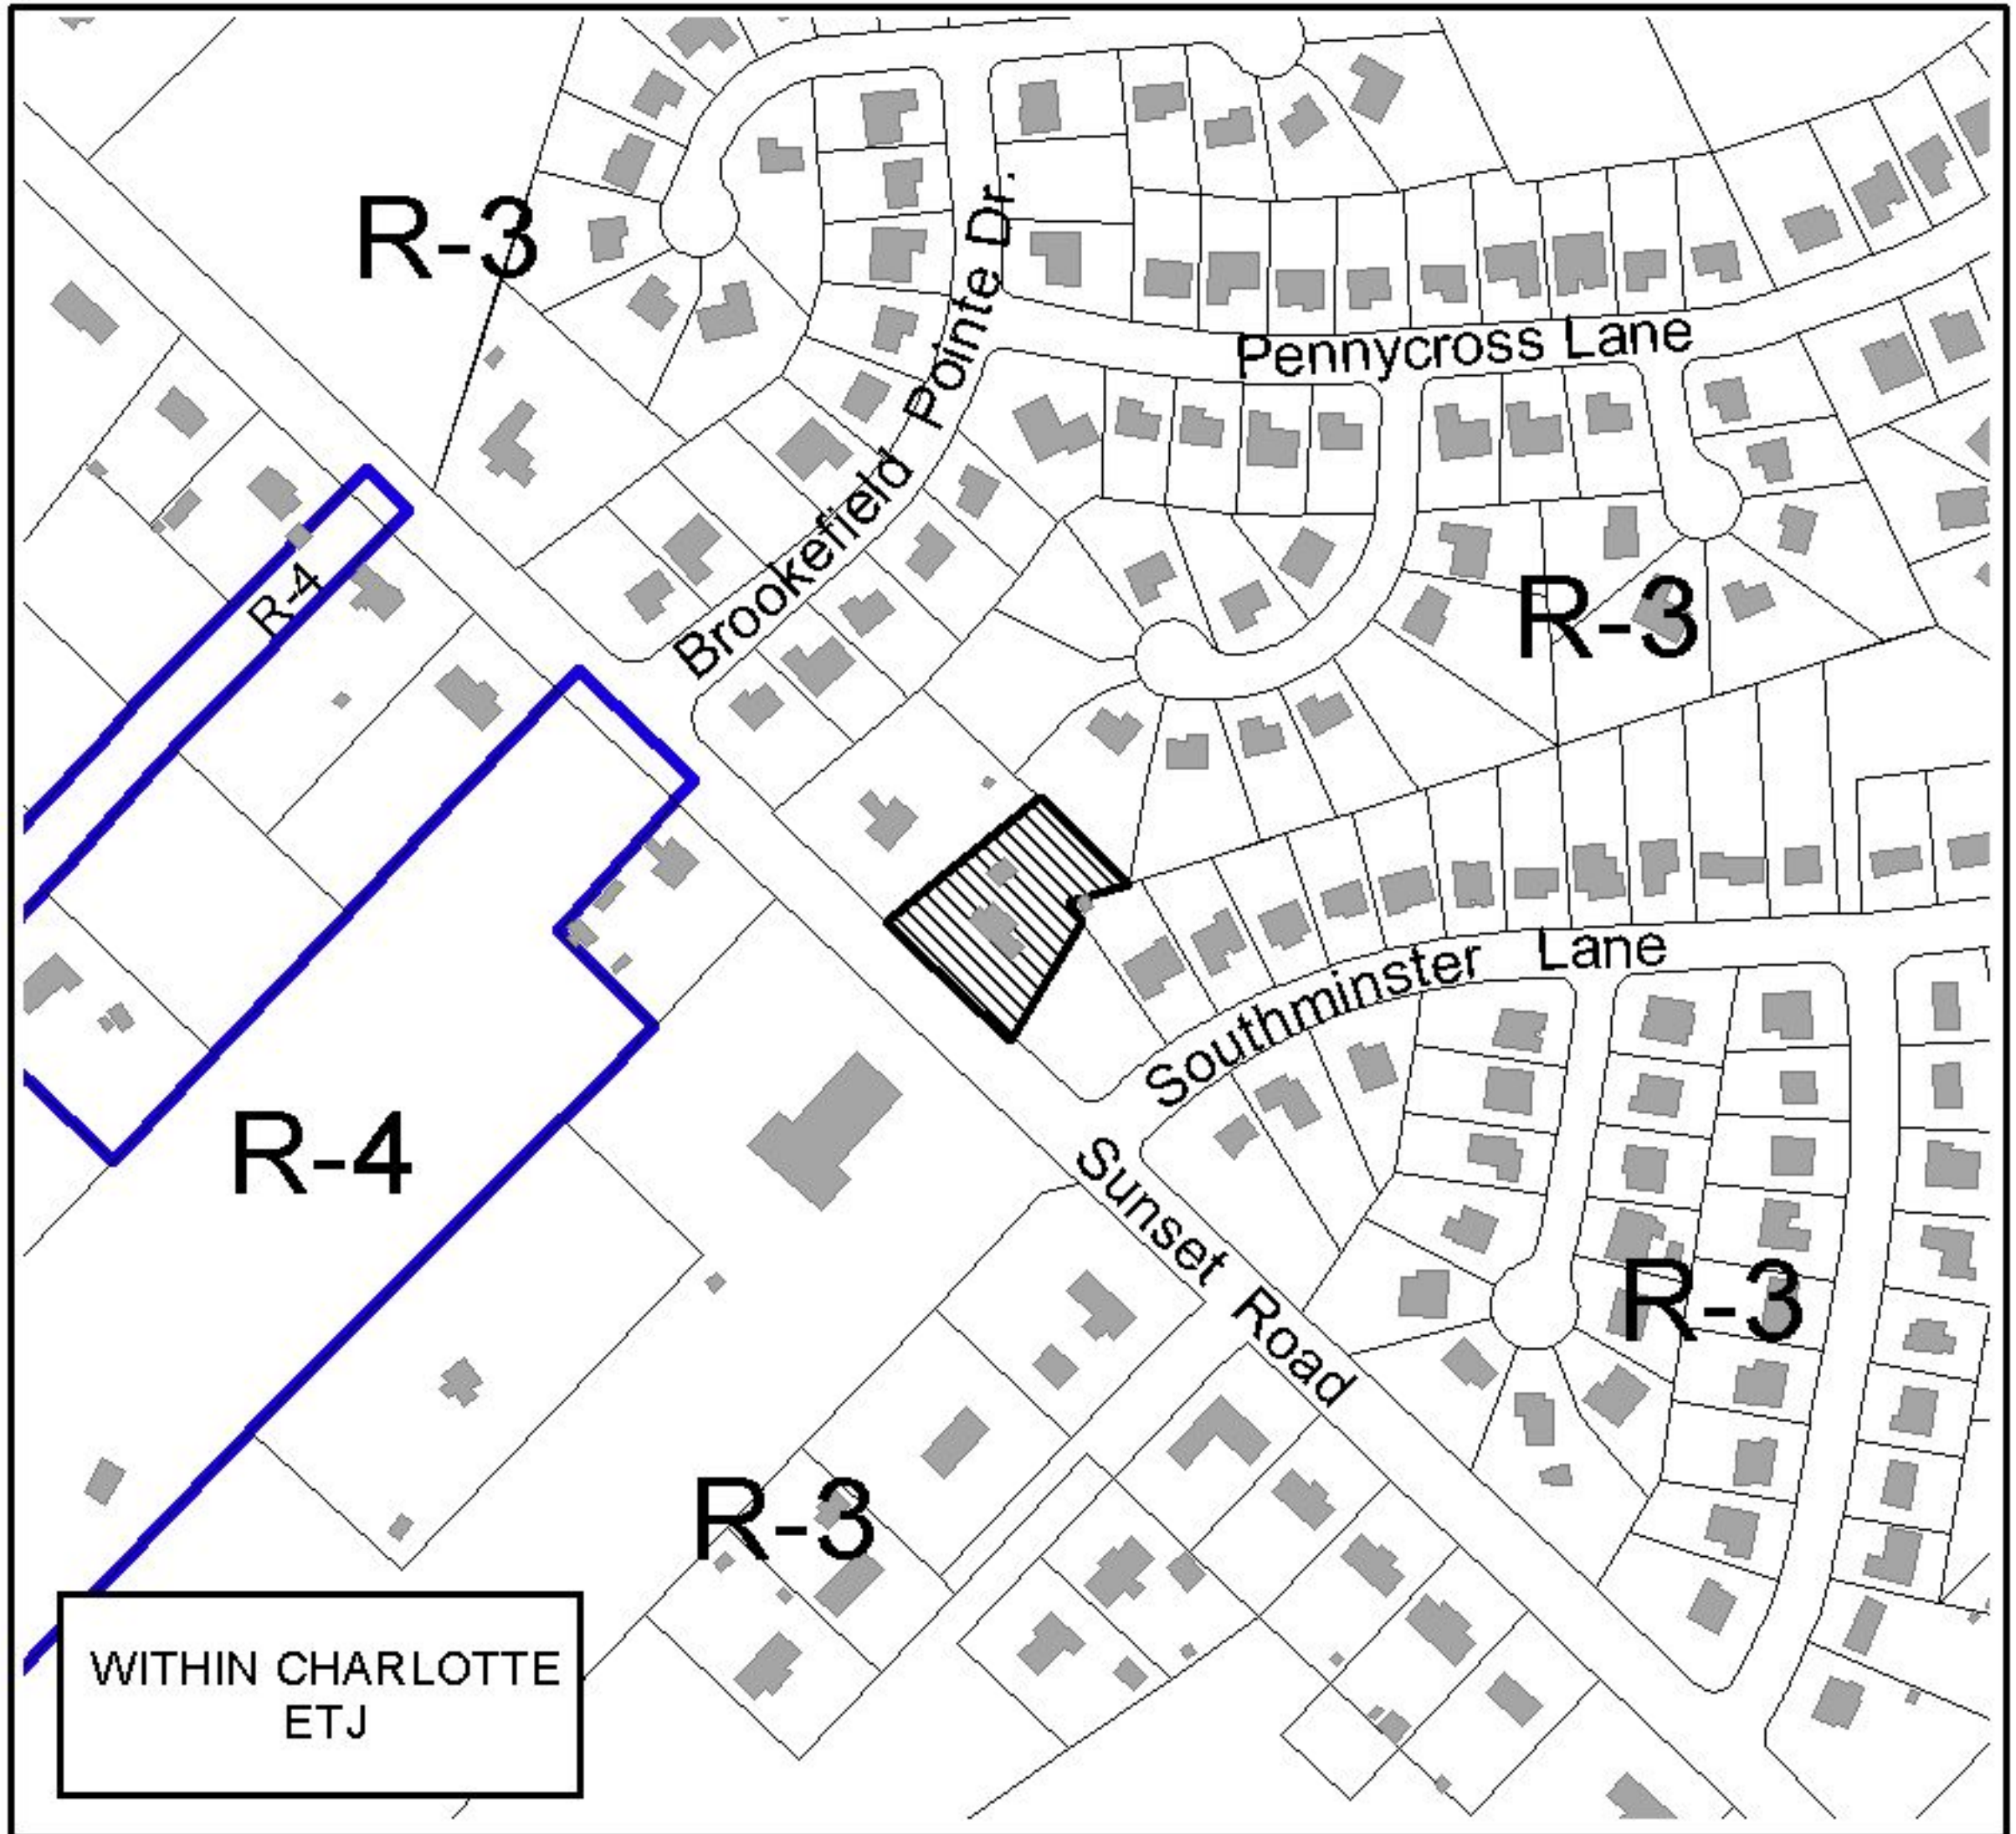 R-3
Brookefield Pointe Dr.
Pennycross Lane
R-4
R-3
Southminster Lane
R-4
Sunset Road
R-3
R-3
WITHIN CHARLOTTE
ETJ